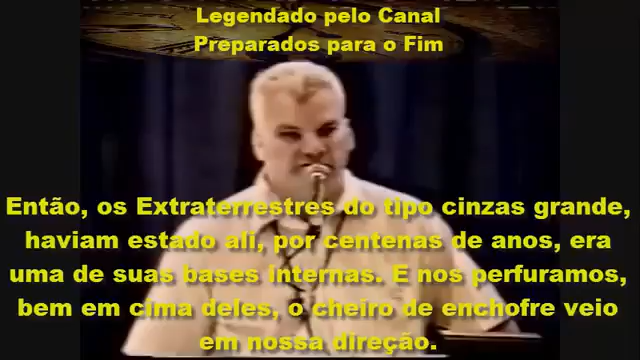 Legendado pelo Canal
Preparados para o Fim
Então, os Extraterrestres do tipo cinzas grande,
haviam estado ali, por centenas de anos, era
uma de suas bases internas. E nos perfuramos,
bem em cima deles, o cheiro de enchofre veio
em nossa direção.